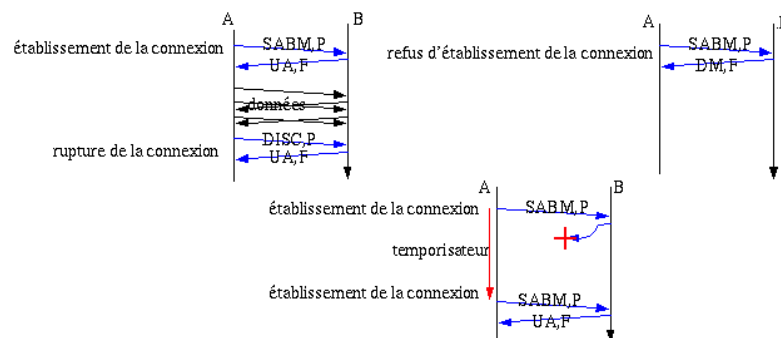 A B
établissement de la connexion
SABM,P
UA,F
données
rupture de la connexion
DISC,P
UA,F
A
refus d'établissement de la connexion
SABM,P
DM,F
A B
établissement de la connexion
SABM,P
temporisateur
établissement de la connexion
SABM,P
UA,F